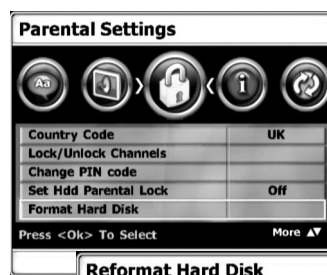 Parental Settings
Aa
i
Country Code UK
Lock/Unlock Channels
Change PIN code
Set Hdd Parental Lock Off
Format Hard Disk
Press <Ok> To Select More ▲▼
Reformat Hard Disk